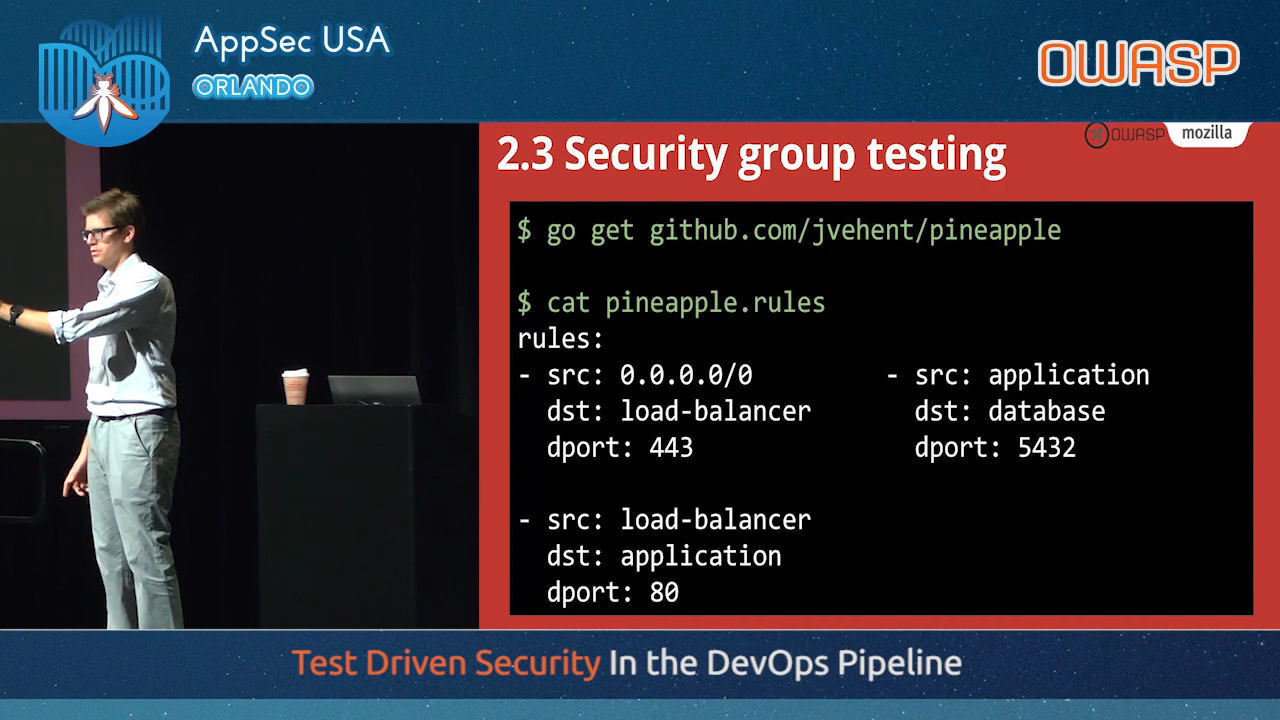 AppSec USA
ORLANDO
OWASP
OWASP
mozilla
2.3 Security group testing
$ go get github.com/jvehent/pineapple
$ cat pineapple.rules
rules:
- src: 0.0.0.0/0
dst: load-balancer
dport: 443
- src: application
dst: database
dport: 5432
- src: load-balancer
dst: application
dport: 80
Test Driven Security In the DevOps Pipeline